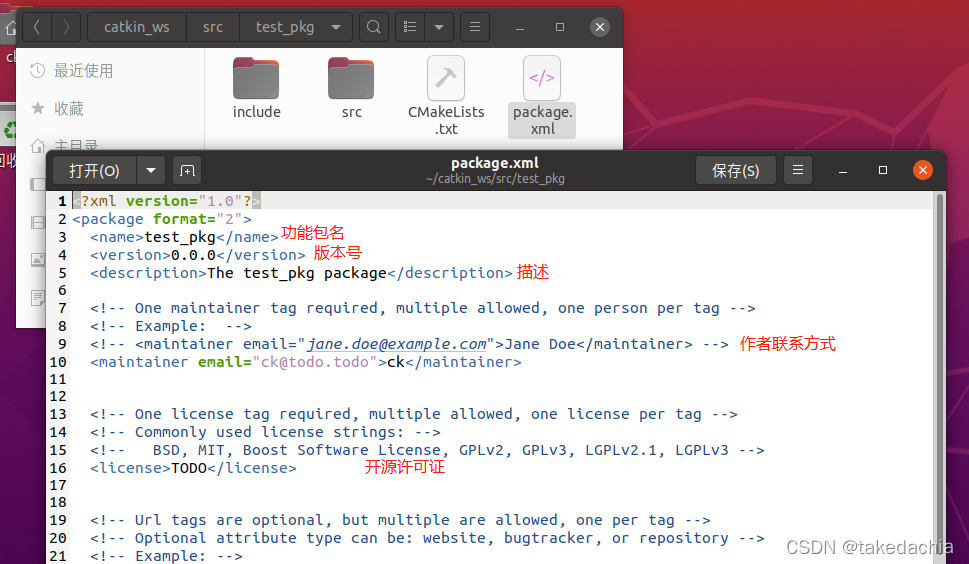 catkin_ws src test_pkg
最近使用
收藏
主目录
include
src
CMakeLists
.txt
package.
xml
打开(O)
package.xml
~/catkin_ws/src/test_pkg
保存(S)
1 <?xml version="1.0"?>
2 <package format="2">
3 <name>test_pkg</name> 功能包名
4 <version>0.0.0</version> 版本号
5 <description>The test_pkg package</description> 描述
6
7 <!-- One maintainer tag required, multiple allowed, one person per tag -->
8 <!-- Example:  -->
9 <!-- <maintainer email="jane.doe@example.com">Jane Doe</maintainer> --> 作者联系方式
10 <maintainer email="ck@todo.todo">ck</maintainer>
11
12
13 <!-- One license tag required, multiple allowed, one license per tag -->
14 <!-- Commonly used license strings: -->
15 <!--   BSD, MIT, Boost Software License, GPLv2, GPLv3, LGPLv2.1, LGPLv3 -->
16 <license>TODO</license> 开源许可证
17
18
19 <!-- Url tags are optional, but multiple are allowed, one per tag -->
20 <!-- Optional attribute type can be: website, bugtracker, or repository -->
21 <!-- Example: -->
CSDN @takedachia